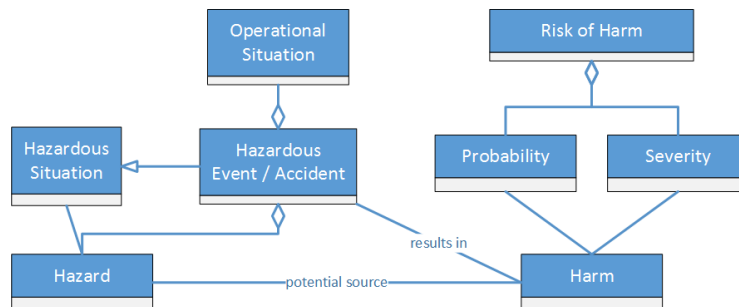 Operational
Situation
Risk of Harm
Hazardous
Situation
Hazardous
Event / Accident
Probability
Severity
results in
Hazard
potential source
Harm